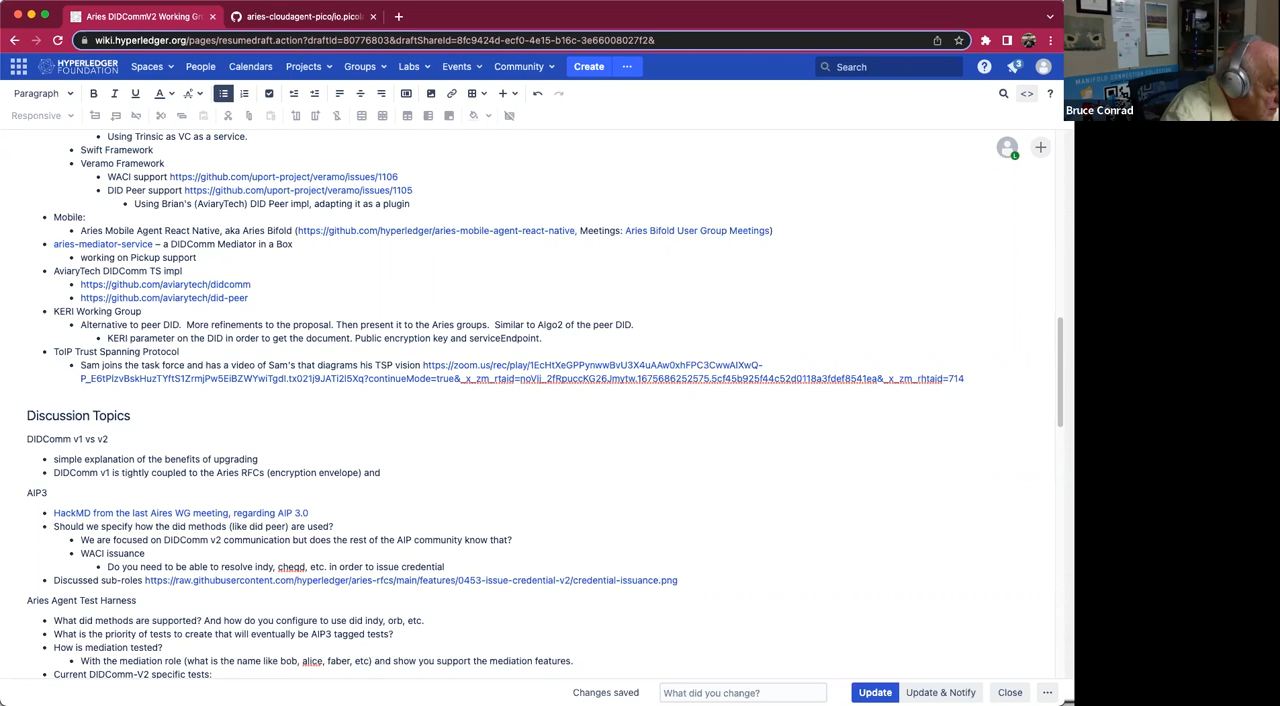 Aries DIDCommV2 Working Gr
aries-cloudagent-pico/io.picol
wiki.hyperledger.org/pages/resumedraft.action?draftId=80776803&draftShareId=8fc9424d-ecf0-4e15-b16c-3e66008027f2&
HYPERLEDGER FOUNDATION Spaces People Calendars Projects Groups Labs Events Community Create Search 3
Paragraph B I U A
Responsive
Using Trinsic as VC as a service.
Swift Framework
Veramo Framework
WACI support https://github.com/uport-project/veramo/issues/1106
DID Peer support https://github.com/uport-project/veramo/issues/1105
Using Brian's (AviaryTech) DID Peer impl, adapting it as a plugin
Mobile:
Aries Mobile Agent React Native, aka Aries Bifold (https://github.com/hyperledger/aries-mobile-agent-react-native, Meetings: Aries Bifold User Group Meetings)
aries-mediator-service – a DIDComm Mediator in a Box
working on Pickup support
AviaryTech DIDComm TS impl
https://github.com/aviarytech/didcomm
https://github.com/aviarytech/did-peer
KERI Working Group
Alternative to peer DID. More refinements to the proposal. Then present it to the Aries groups. Similar to Algo2 of the peer DID.
KERI parameter on the DID in order to get the document. Public encryption key and serviceEndpoint.
ToIP Trust Spanning Protocol
Sam joins the task force and has a video of Sam's that diagrams his TSP vision
Discussion Topics
DIDComm v1 vs v2
simple explanation of the benefits of upgrading
DIDComm v1 is tightly coupled to the Aries RFCs (encryption envelope) and
AIP3
HackMD from the last Aires WG meeting, regarding AIP 3.0
Should we specify how the did methods (like did peer) are used?
We are focused on DIDComm v2 communication but does the rest of the AIP community know that?
WACI issuance
Do you need to be able to resolve indy, cheqd, etc. in order to issue credential
Discussed sub-roles https://raw.githubusercontent.com/hyperledger/aries-rfcs/main/features/0453-issue-credential-v2/credential-issuance.png
Aries Agent Test Harness
What did methods are supported? And how do you configure to use did indy, orb, etc.
What is the priority of tests to create that will eventually be AIP3 tagged tests?
How is mediation tested?
With the mediation role (what is the name like bob, alice, faber, etc) and show you support the mediation features.
Current DIDComm-V2 specific tests:
Changes saved What did you change? Update Update & Notify Close
Bruce Conrad